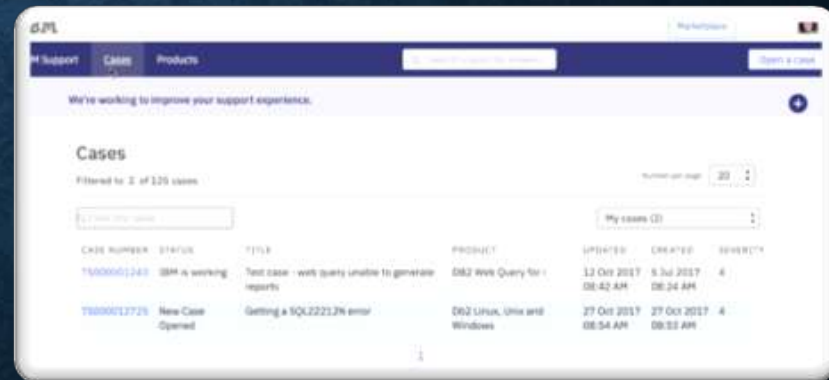 IBM
Marketplace
M Support Cases Products Open a case
We're working to improve your support experience.
Cases
Filtered to 2 of 125 cases
Number per page 20
My cases (2)
CASE NUMBER STATUS TITLE PRODUCT UPDATED CREATED SEVERITY
IBM is working Test case - web query unable to generate reports DB2 Web Query for i 12 Oct 2017 08:42 AM 5 Jul 2017 08:24 AM 4
New Case Opened Getting a SQL22212N error Db2 Linux, Unix and Windows 27 Oct 2017 08:54 AM 27 Oct 2017 08:53 AM 4
1